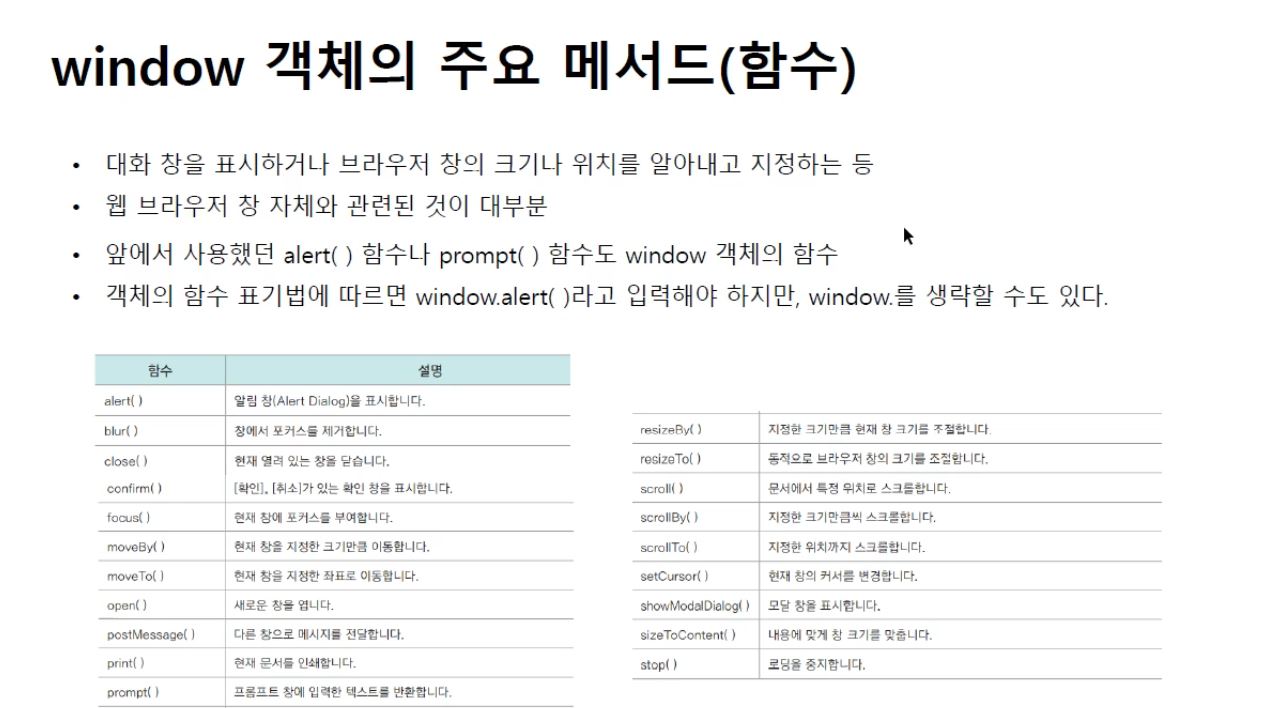 window 객체의 주요 메서드(함수)
• 대화 창을 표시하거나 브라우저 창의 크기나 위치를 알아내고 지정하는 등
• 웹 브라우저 창 자체와 관련된 것이 대부분
• 앞에서 사용했던 alert( ) 함수나 prompt( ) 함수도 window 객체의 함수
• 객체의 함수 표기법에 따르면 window.alert( )라고 입력해야 하지만, window.를 생략할 수도 있다.
함수 설명
alert( ) 알림 창(Alert Dialog)을 표시합니다.
blur( ) 창에서 포커스를 제거합니다.
close( ) 현재 열려 있는 창을 닫습니다.
confirm( ) [확인], [취소]가 있는 확인 창을 표시합니다.
focus( ) 현재 창에 포커스를 부여합니다.
moveBy( ) 현재 창을 지정한 크기만큼 이동합니다.
moveTo( ) 현재 창을 지정한 좌표로 이동합니다.
open( ) 새로운 창을 엽니다.
postMessage( ) 다른 창으로 메시지를 전달합니다.
print( ) 현재 문서를 인쇄합니다.
prompt( ) 프롬프트 창에 입력한 텍스트를 반환합니다.
resizeBy( ) 지정한 크기만큼 현재 창 크기를 조절합니다.
resizeTo( ) 동적으로 브라우저 창의 크기를 조절합니다.
scroll( ) 문서에서 특정 위치로 스크롤합니다.
scrollBy( ) 지정한 크기만큼씩 스크롤합니다.
scrollTo( ) 지정한 위치까지 스크롤합니다.
setCursor( ) 현재 창의 커서를 변경합니다.
showModalDialog( ) 모달 창을 표시합니다.
sizeToContent( ) 내용에 맞게 창 크기를 맞춥니다.
stop( ) 로딩을 중지합니다.